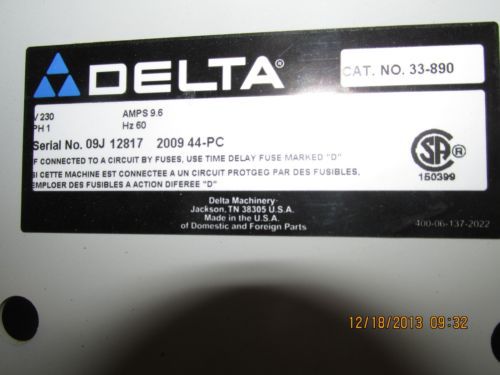 DELTA®
CAT. NO. 33-890
V 230 AMPS 9.6
PH 1 Hz 60
Serial No. 09J 12817 2009 44-PC
IF CONNECTED TO A CIRCUIT BY FUSES, USE TIME DELAY FUSE MARKED "D"
SI CETTE MACHINE EST CONNECTEE A UN CIRCUIT PROTGEG PAR DES FUSIBLES,
EMPLOER DES FUSIBLES A ACTION DIFEREE "D"
SA ®
150399
Delta Machinery
Jackson, TN 38305 U.S.A.
Made in the U.S.A.
of Domestic and Foreign Parts
400-06-137-2022
12/18/2013 09:32